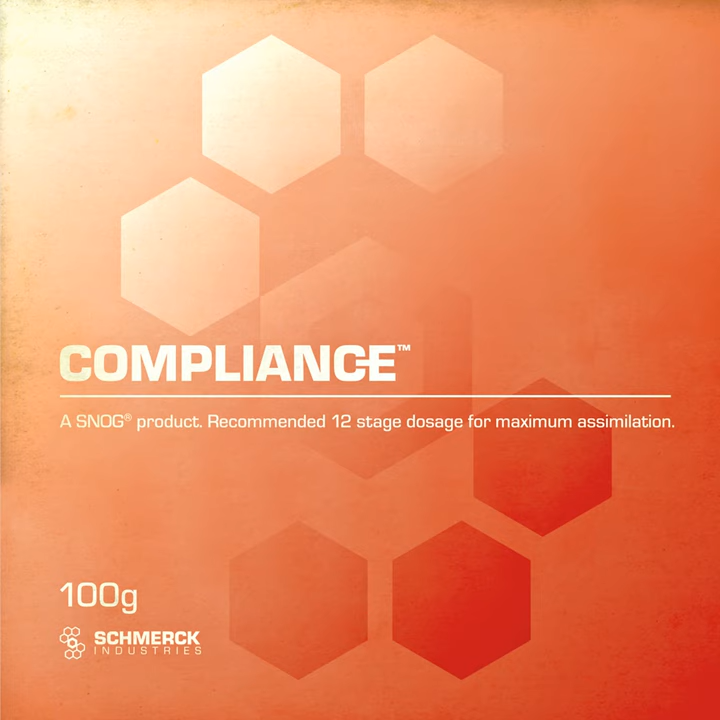 COMPLIANCE™
A SNOG® product. Recommended 12 stage dosage for maximum assimilation.
100g
SCHMERCK
INDUSTRIES